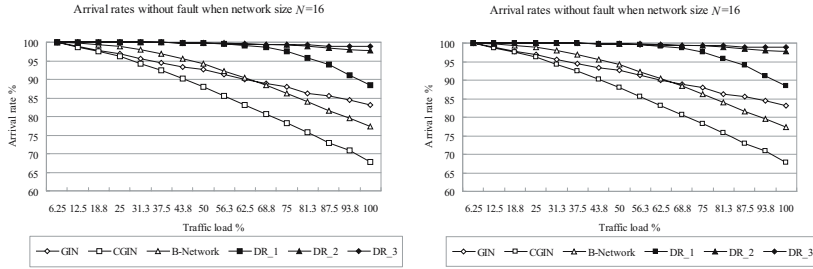 Arrival rates without fault when network size N=16
100
95
90
85
80
75
70
65
60
Arrival rate %
6.25 12.5 18.8 25 31.3 37.5 43.8 50 56.3 62.5 68.8 75 81.3 87.5 93.8 100
Traffic load %
GIN CGIN B-Network DR_1 DR_2 DR_3
Arrival rates without fault when network size N=16
100
95
90
85
80
75
70
65
60
Arrival rate %
6.25 12.5 18.8 25 31.3 37.5 43.8 50 56.3 62.5 68.8 75 81.3 87.5 93.8 100
Traffic load %
GIN CGIN B-Network DR_1 DR_2 DR_3